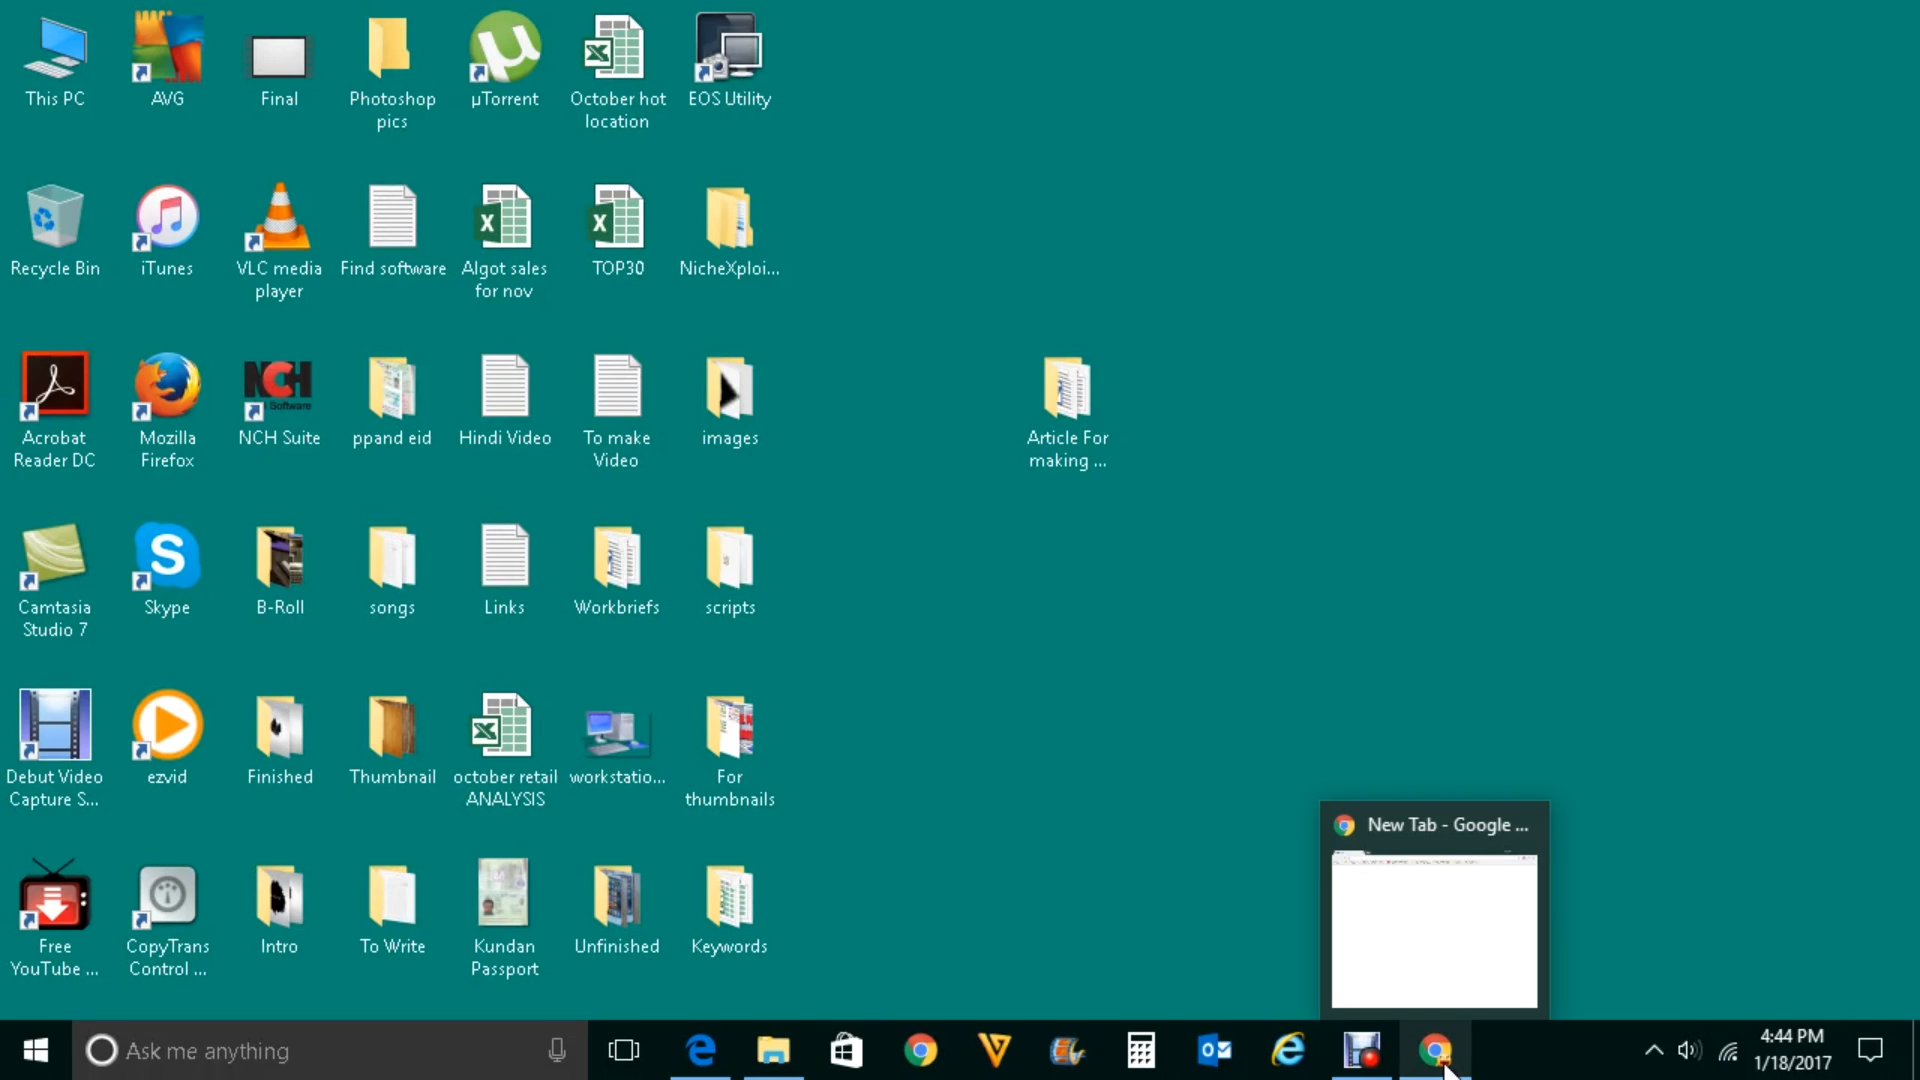 This PC
AVG
Final
Photoshop
pics
µTorrent
October hot
location
EOS Utility
Recycle Bin
iTunes
VLC media
player
Find software
Algot sales
for nov
TOP30
NicheXploi...
Acrobat
Reader DC
Mozilla
Firefox
NCH
Software
NCH Suite
ppand eid
Hindi Video
To make
Video
images
Article For
making ...
Camtasia
Studio 7
Skype
B-Roll
songs
Links
Workbriefs
scripts
Debut Video
Capture S...
ezvid
Finished
Thumbnail
october retail
ANALYSIS
workstatio...
For
thumbnails
New Tab - Google ...
Free
YouTube ...
CopyTrans
Control ...
Intro
To Write
Kundan
Passport
Unfinished
Keywords
Ask me anything
4:44 PM
1/18/2017